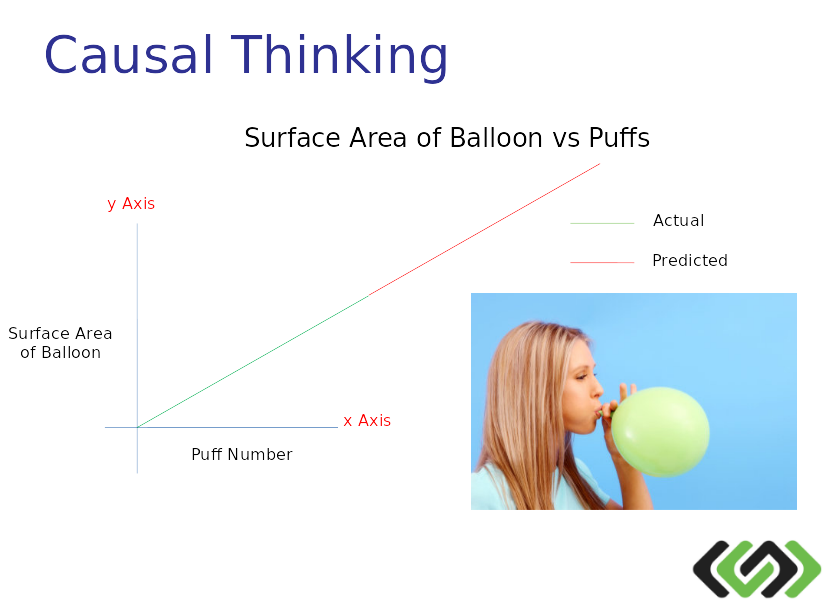 Causal Thinking
Surface Area of Balloon vs Puffs
y Axis
Actual
Predicted
Surface Area
of Balloon
x Axis
Puff Number